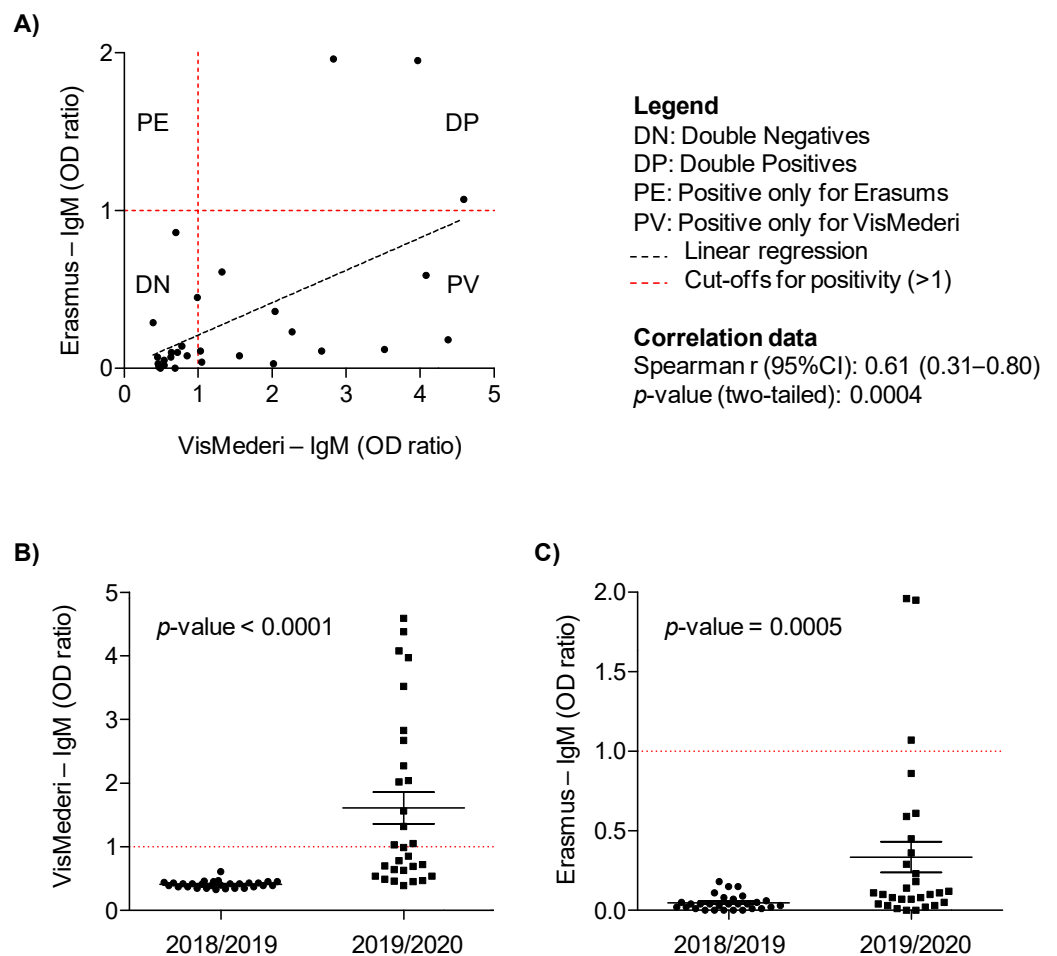 A)
2
1
0
0
1
2
3
4
5
PE
DP
DN
PV
Erasmus – IgM (OD ratio)
VisMederi – IgM (OD ratio)
Legend
DN: Double Negatives
DP: Double Positives
PE: Positive only for Erasums
PV: Positive only for VisMederi
Linear regression
Cut-offs for positivity (>1)
Correlation data
Spearman r (95%CI): 0.61 (0.31–0.80)
p-value (two-tailed): 0.0004
B)
VisMederi – IgM (OD ratio)
5
4
3
2
1
0
p-value < 0.0001
2018/2019
2019/2020
C)
Erasmus – IgM (OD ratio)
2.0
1.5
1.0
0.5
0.0
p-value = 0.0005
2018/2019
2019/2020